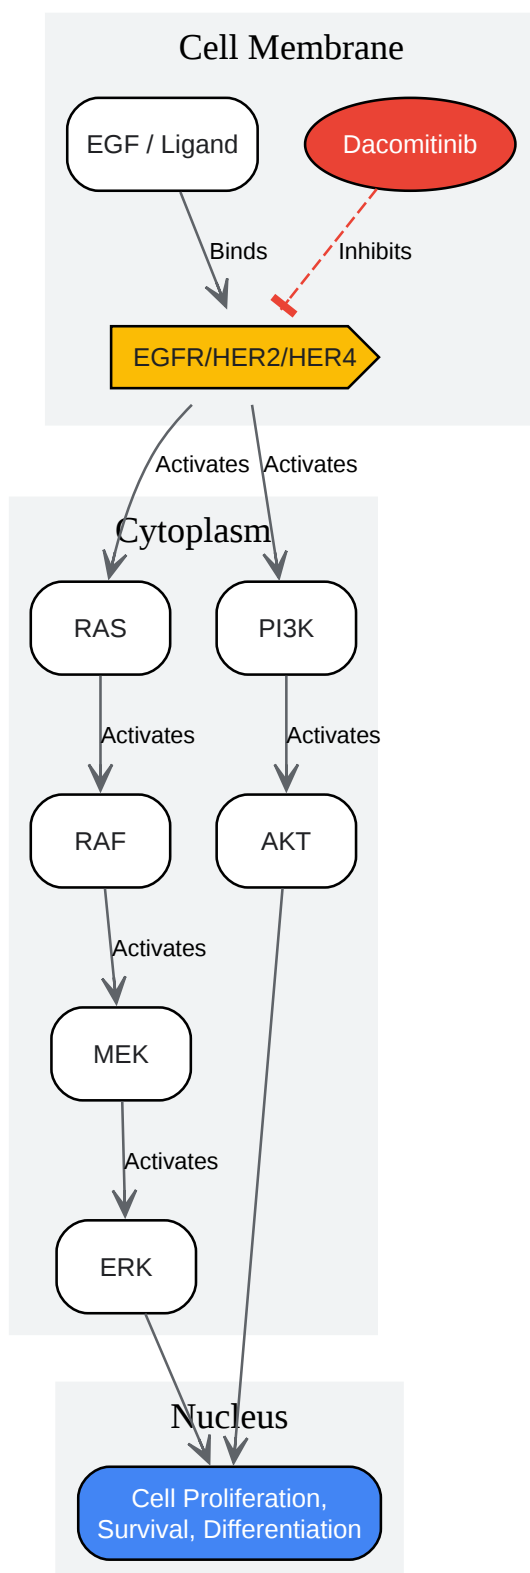 Cell Membrane
EGF / Ligand
Dacomitinib
Binds
Inhibits
EGFR/HER2/HER4
Activates
Activates
Cytoplasm
RAS
PI3K
Activates
Activates
RAF
AKT
Activates
MEK
Activates
ERK
Nucleus
Cell Proliferation,
Survival, Differentiation